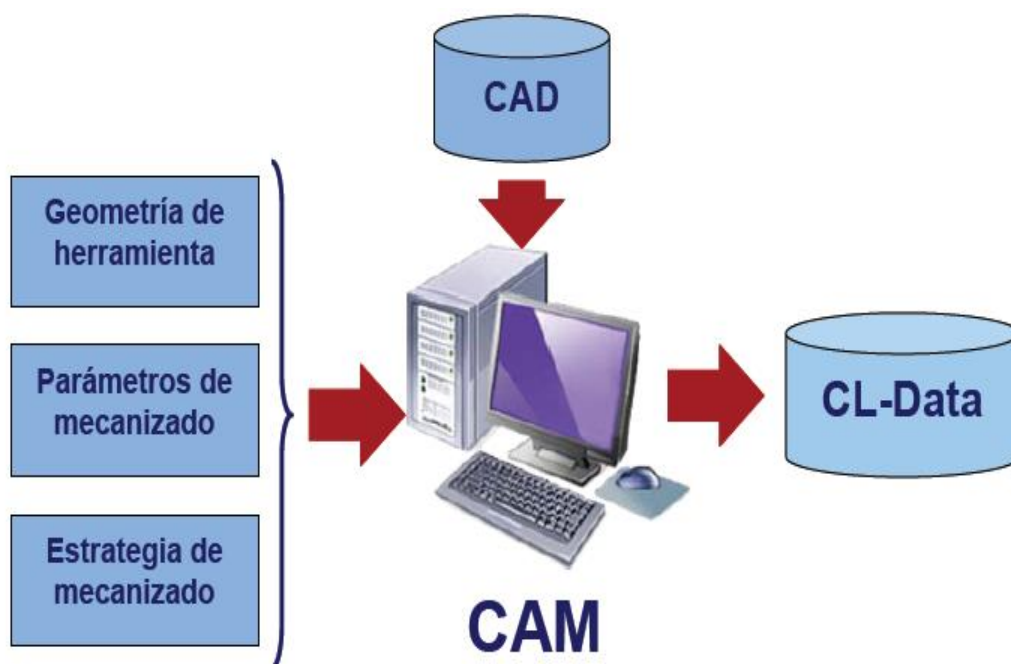 CAD
Geometría de
herramienta
Parámetros de
mecanizado
Estrategia de
mecanizado
CL-Data
CAM